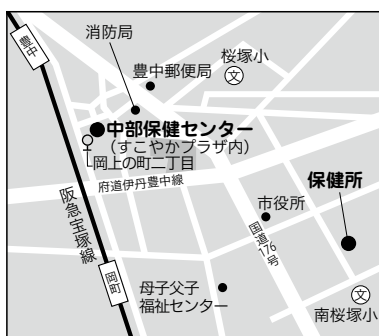 消防局
桜塚小
文
豊中郵便局
豊中
中部保健センター
(すこやかプラザ内)
岡上の町二丁目
府道伊丹豊中線
保健所
市役所
阪急宝塚線
国道176号
岡町
母子父子
福祉センター
文
南桜塚小